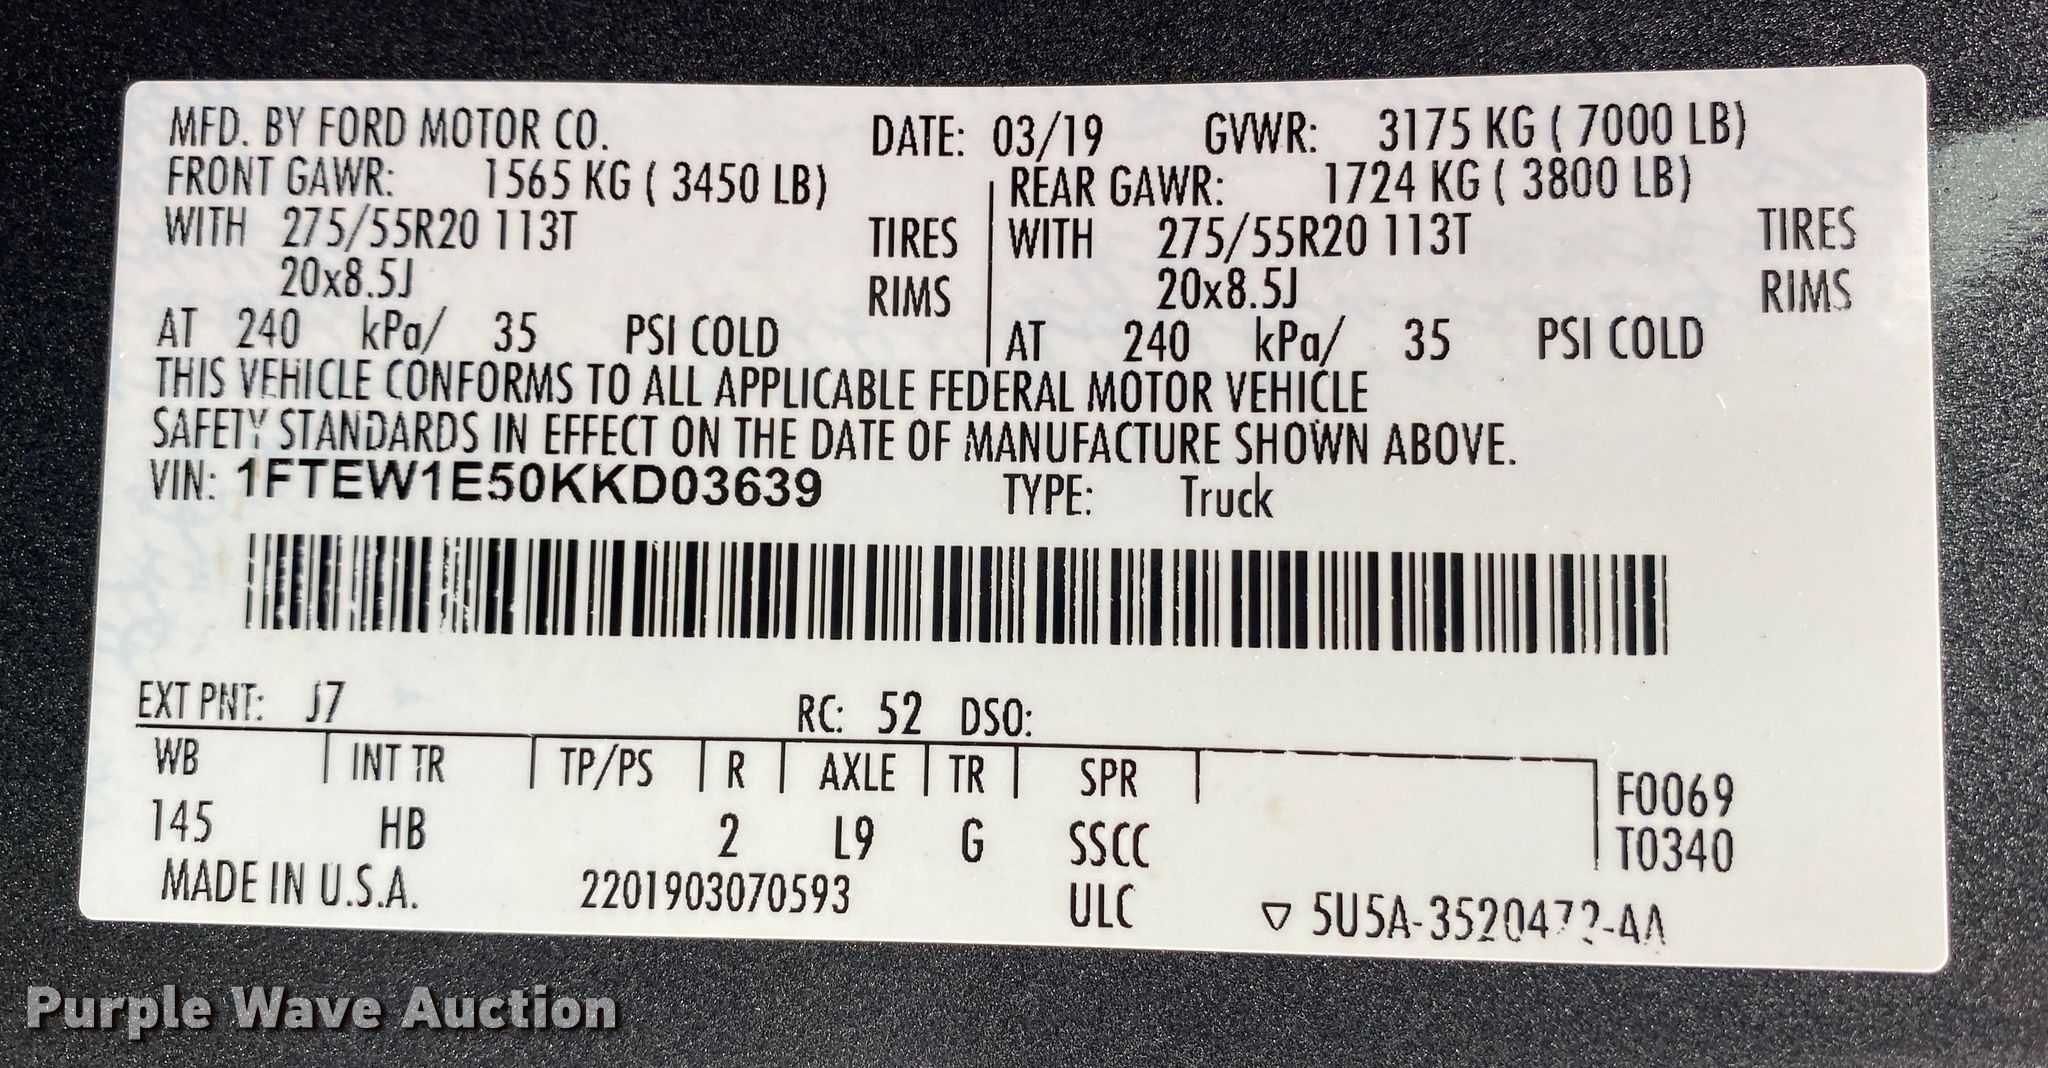 MFD. BY FORD MOTOR CO. DATE: 03/19 GVWR: 3175 KG ( 7000 LB)
FRONT GAWR: 1565 KG ( 3450 LB) REAR GAWR: 1724 KG ( 3800 LB)
WITH 275/55R20 113T TIRES WITH 275/55R20 113T TIRES
20x8.5J RIMS 20x8.5J RIMS
AT 240 kPa/ 35 PSI COLD AT 240 kPa/ 35 PSI COLD
THIS VEHICLE CONFORMS TO ALL APPLICABLE FEDERAL MOTOR VEHICLE
SAFETY STANDARDS IN EFFECT ON THE DATE OF MANUFACTURE SHOWN ABOVE.
VIN: 1FTEW1E50KKD03639 TYPE: Truck
EXT PNT: J7 RC: 52 DSO:
WB INT TR TP/PS R AXLE TR SPR F0069
145 HB 2 L9 G SSCC T0340
MADE IN U.S.A. 2201903070593 ULC ▽ 5U5A-3520472-AA
Purple Wave Auction